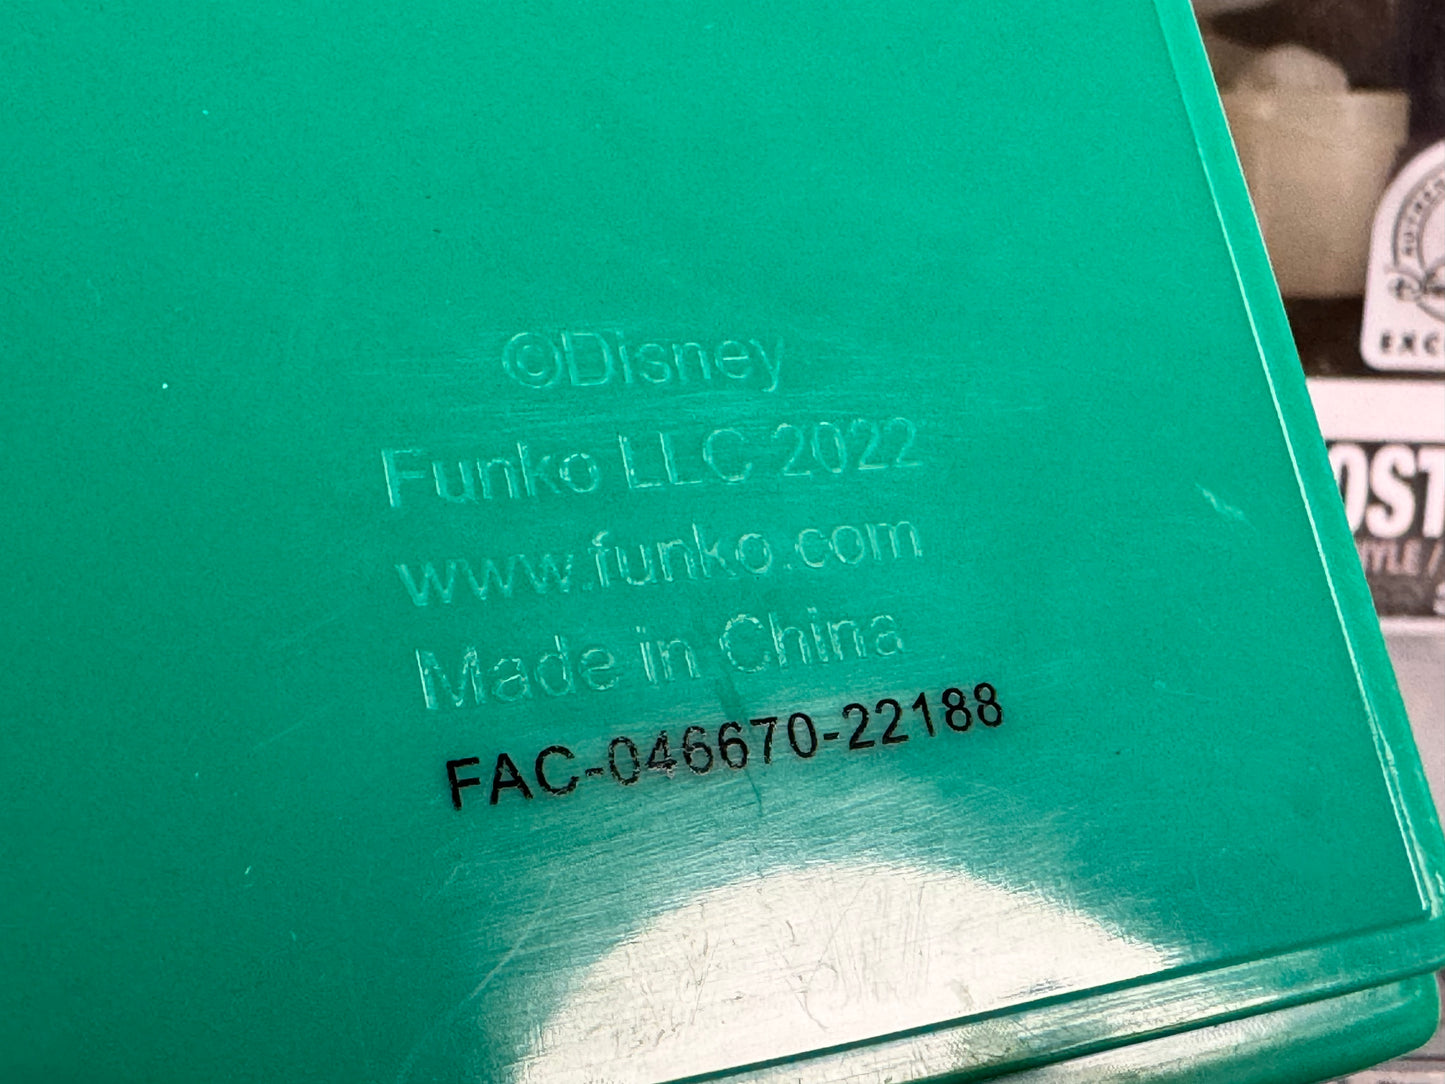 ©Disney
Funko LLC 2022
www.funko.com
Made in China
FAC-046670-22188